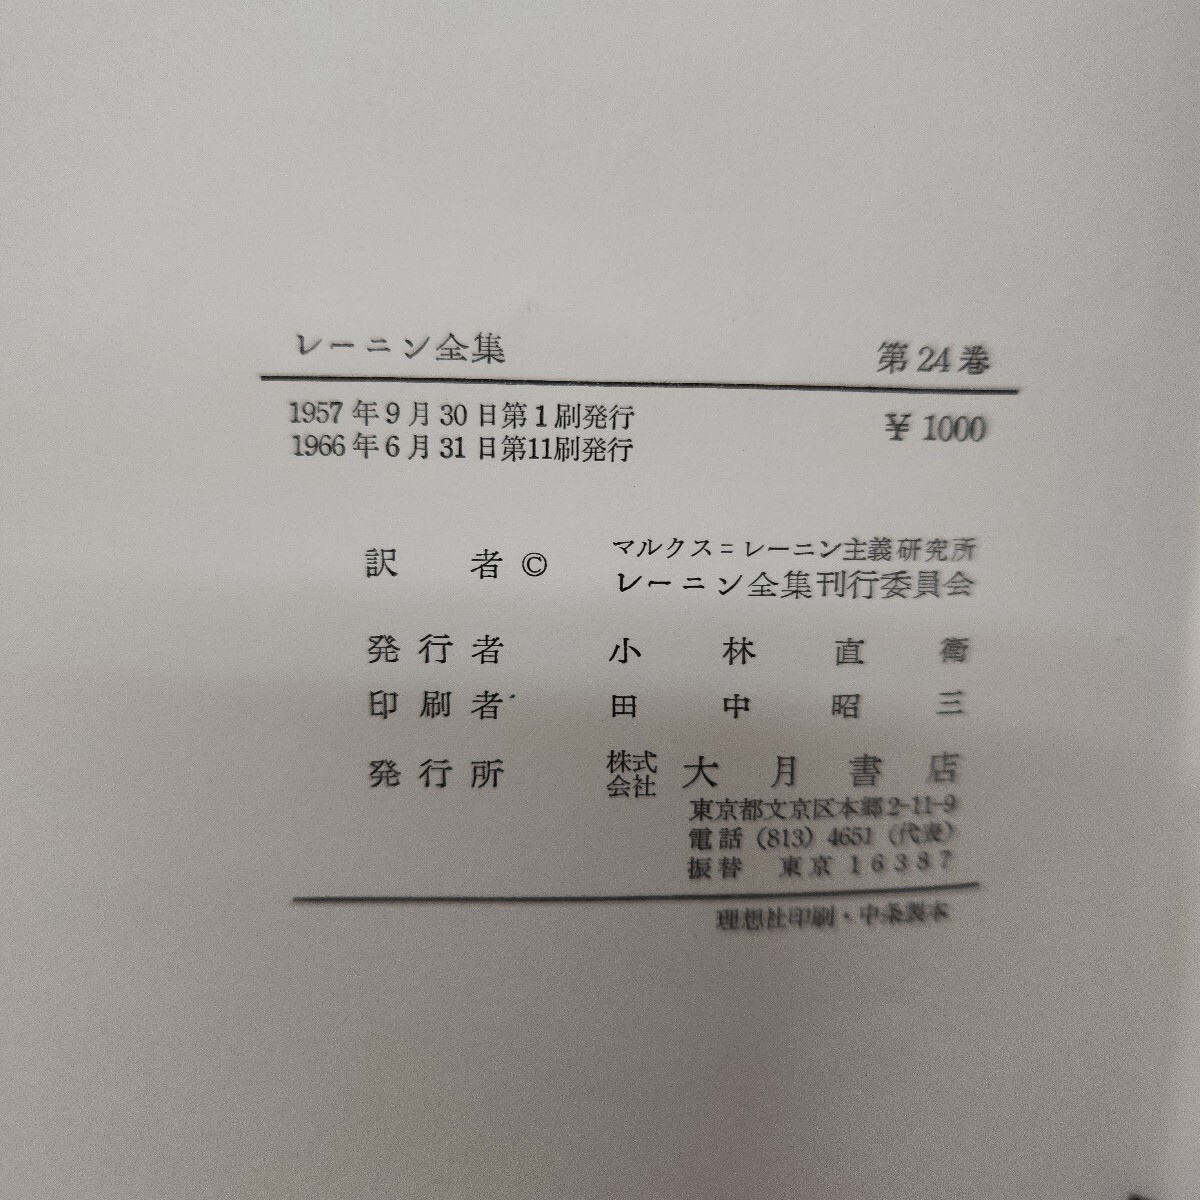 レーニン全集 第24巻
1957年9月30日第1刷発行 ¥1000
1966年6月31日第11刷発行
訳者© マルクス=レーニン主義研究所
レーニン全集刊行委員会
発行者 小林直衛
印刷者 田中昭三
発行所 株式会社 大月書店
東京都文京区本郷2-11-9
電話(813)4651(代表)
振替 東京 16387
理想社印刷・中条製本